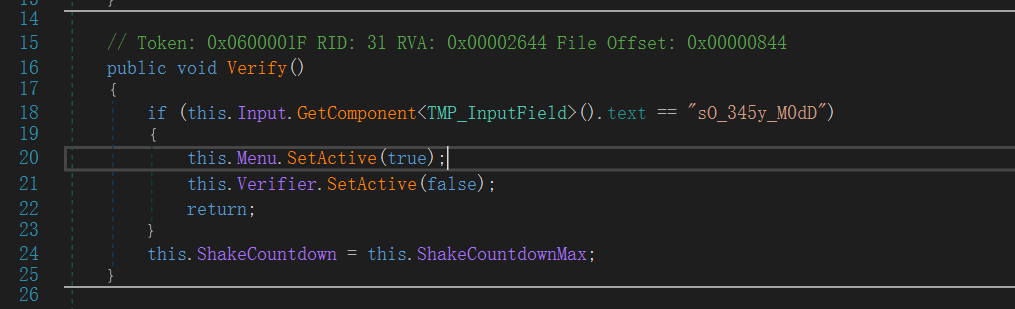 14
15 // Token: 0x0600001F RID: 31 RVA: 0x00002644 File Offset: 0x00000844
16 public void Verify()
17 {
18 if (this.Input.GetComponent<TMP_InputField>().text == "sO_345y_MOdD")
19 {
20 this.Menu.SetActive(true);
21 this.Verifier.SetActive(false);
22 return;
23 }
24 this.ShakeCountdown = this.ShakeCountdownMax;
25 }
26